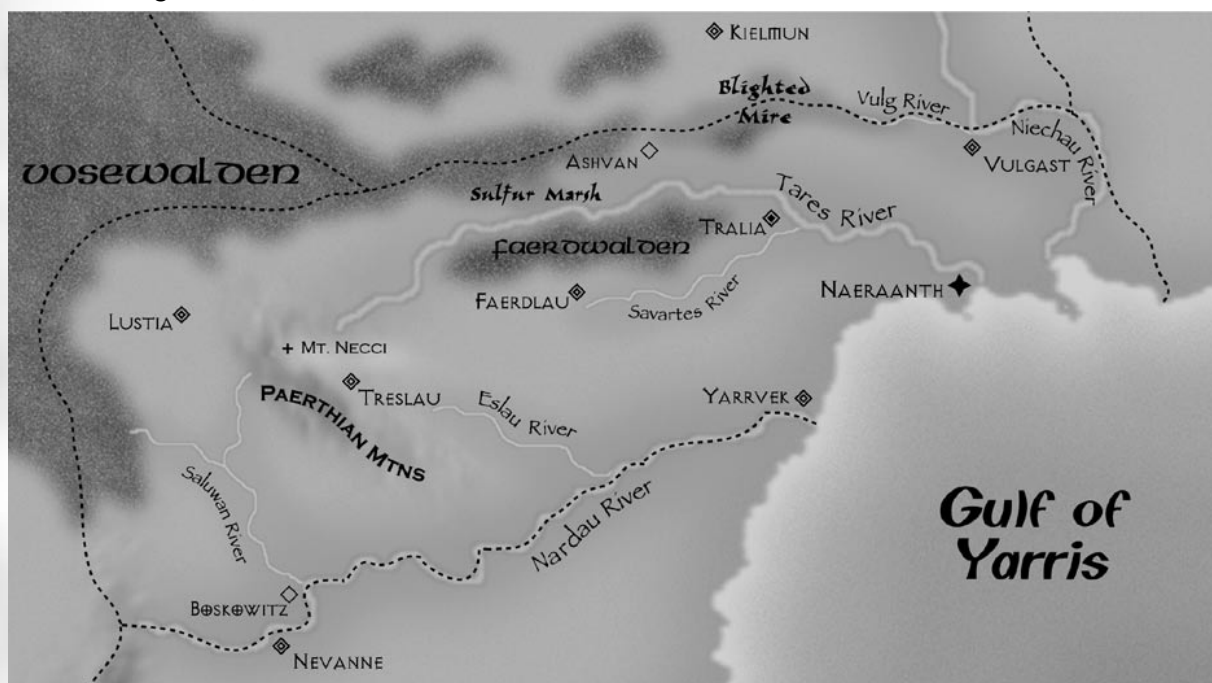 KIELMUN
Blighted
Mire
Vulg River
Niechau River
VULGAST
ASHVAN
VOSEWALDEN
Sulfur Marsh
Tares River
TRALIA
FAERDWALDEN
FAERDLAU
Savartes River
NAERAANTH
LUSTIA
+ MT. NECCI
TRESLAU
PAERTHIAN MTNS
Eslau River
YARRVEK
Saluwan River
Nardau River
Gulf of
Yarris
BOSKOWITZ
NEVANNE